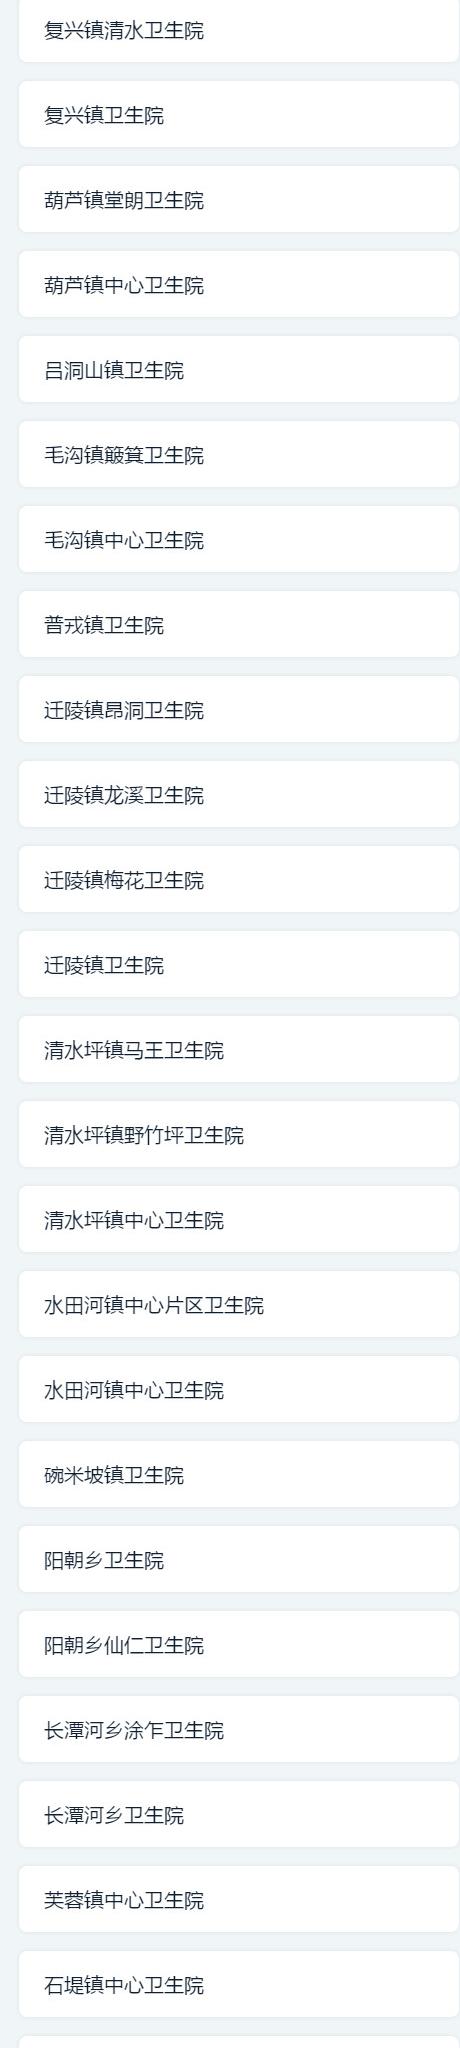 复兴镇清水卫生院
复兴镇卫生院
葫芦镇堂朗卫生院
葫芦镇中心卫生院
吕洞山镇卫生院
毛沟镇簸箕卫生院
毛沟镇中心卫生院
普戎镇卫生院
迁陵镇昂洞卫生院
迁陵镇龙溪卫生院
迁陵镇梅花卫生院
迁陵镇卫生院
清水坪镇马王卫生院
清水坪镇野竹坪卫生院
清水坪镇中心卫生院
水田河镇中心片区卫生院
水田河镇中心卫生院
碗米坡镇卫生院
阳朝乡卫生院
阳朝乡仙仁卫生院
长潭河乡涂乍卫生院
长潭河乡卫生院
芙蓉镇中心卫生院
石堤镇中心卫生院